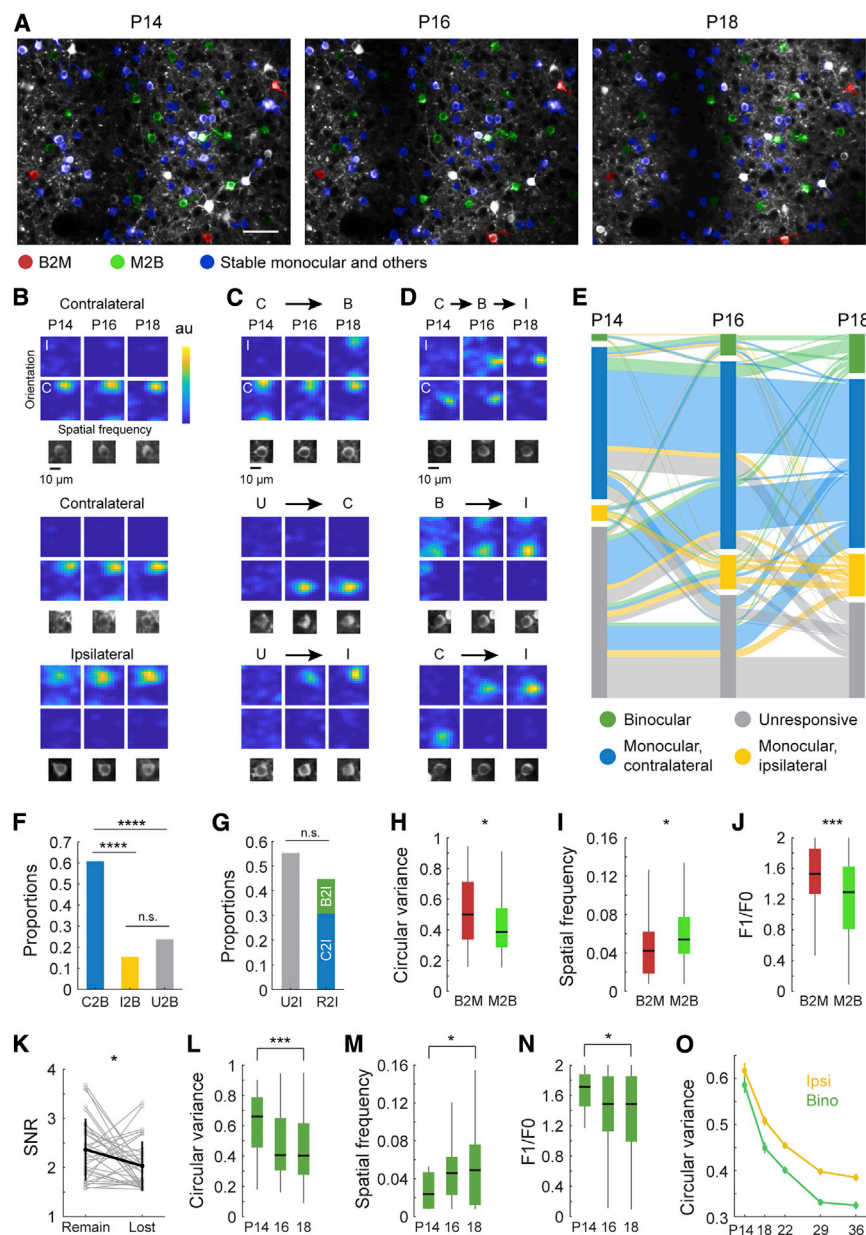 A
P14
P16
P18
B2M
M2B
Stable monocular and others
B
Contralateral
P14 P16 P18
au
I
C
Orientation
Spatial frequency
10 μm
Contralateral
Ipsilateral
C
C → B
P14 P16 P18
I
C
10 μm
U → C
U → I
D
C → B → I
P14 P16 P18
I
C
10 μm
B → I
C → I
E
P14
P16
P18
Binocular
Unresponsive
Monocular, contralateral
Monocular, ipsilateral
F
****
****
n.s.
Proportions
0.7
0.6
0.5
0.4
0.3
0.2
0.1
0
C2B I2B U2B
G
n.s.
Proportions
0.6
0.5
0.4
0.3
0.2
0.1
0
B2I
C2I
U2I R2I
H
*
Circular variance
1
0.8
0.6
0.4
0.2
0
B2M M2B
I
*
Spatial frequency
0.16
0.12
0.08
0.04
0
B2M M2B
J
***
F1/F0
2.0
1.6
1.2
0.8
0.4
0
B2M M2B
K
*
SNR
4
3
2
1
Remain Lost
L
***
Circular variance
1
0.8
0.6
0.4
0.2
0
P14 16 18
M
*
Spatial frequency
0.16
0.12
0.08
0.04
0
P14 16 18
N
*
F1/F0
2.0
1.6
1.2
0.8
0.4
0
P14 16 18
O
Ipsi
Bino
Circular variance
0.6
0.5
0.4
0.3
P14 18 22 29 36